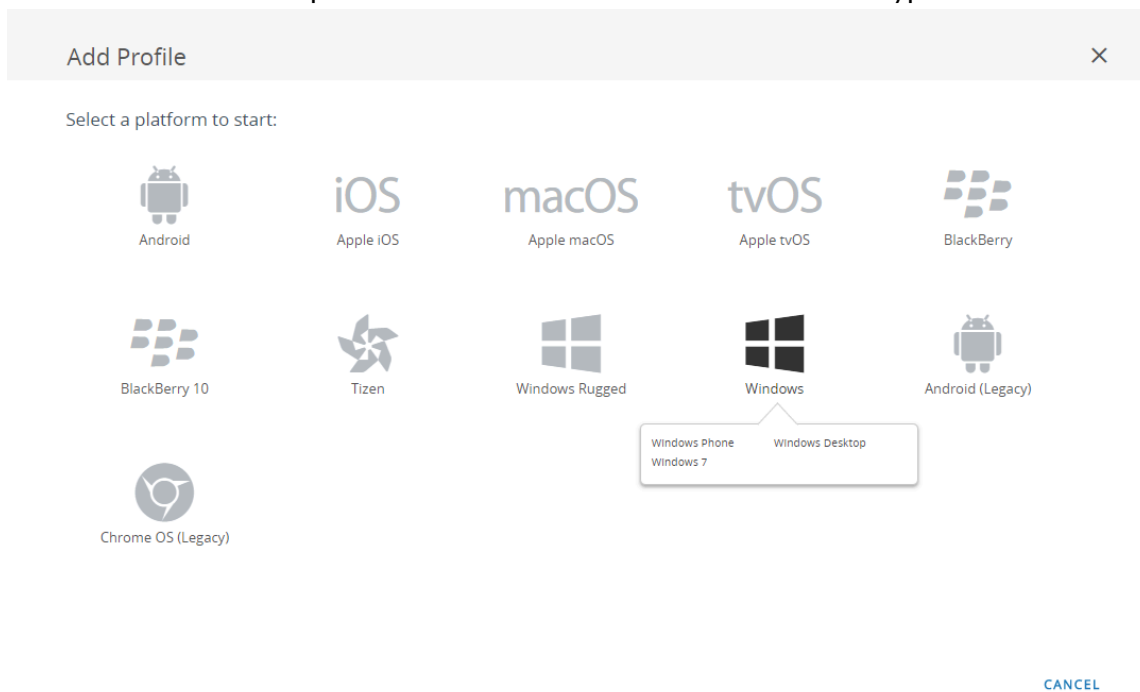 Add Profile
Select a platform to start:
iOS macOS tvOS
Android Apple iOS Apple macOS Apple tvOS BlackBerry
BlackBerry 10 Tizen Windows Rugged Windows Android (Legacy)
Windows Phone Windows Desktop
Windows 7
Chrome OS (Legacy)
CANCEL